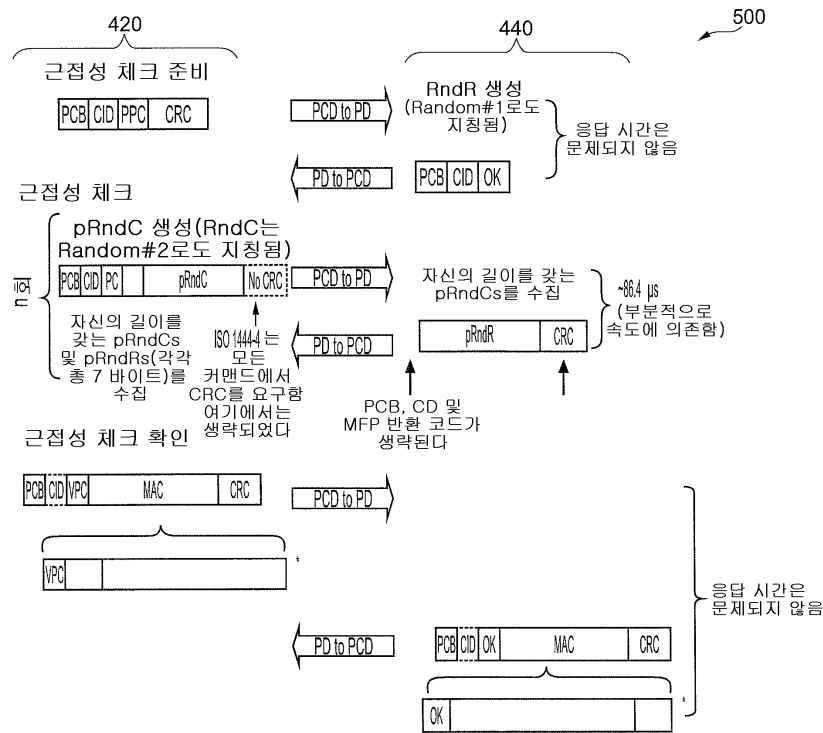 420
440
500
근접성 체크 준비
PCB CID PPC CRC
PCD to PD
RndR 생성
(Random#1로도
지칭됨)
응답 시간은
문제되지 않음
PD to PCD
PCB CID OK
근접성 체크
n회
pRndC 생성(RndC는
Random#2로도 지칭됨)
PCB CID PC pRndC No CRC
PCD to PD
자신의 길이를 갖는
pRndCs를 수집
~86.4 μs
(부분적으로
속도에 의존함)
PD to PCD
pRndR CRC
자신의 길이를
갖는 pRndCs
및 pRndRs(각각
총 7 바이트)를
수집
ISO 1444-4 는
모든
커맨드에서
CRC를 요구함
여기에서는
생략되었다
PCB, CD 및
MFP 반환 코드가
생략된다
근접성 체크 확인
PCB CID VPC MAC CRC
PCD to PD
VPC *
응답 시간은
문제되지 않음
PD to PCD
PCB CID OK MAC CRC
OK *